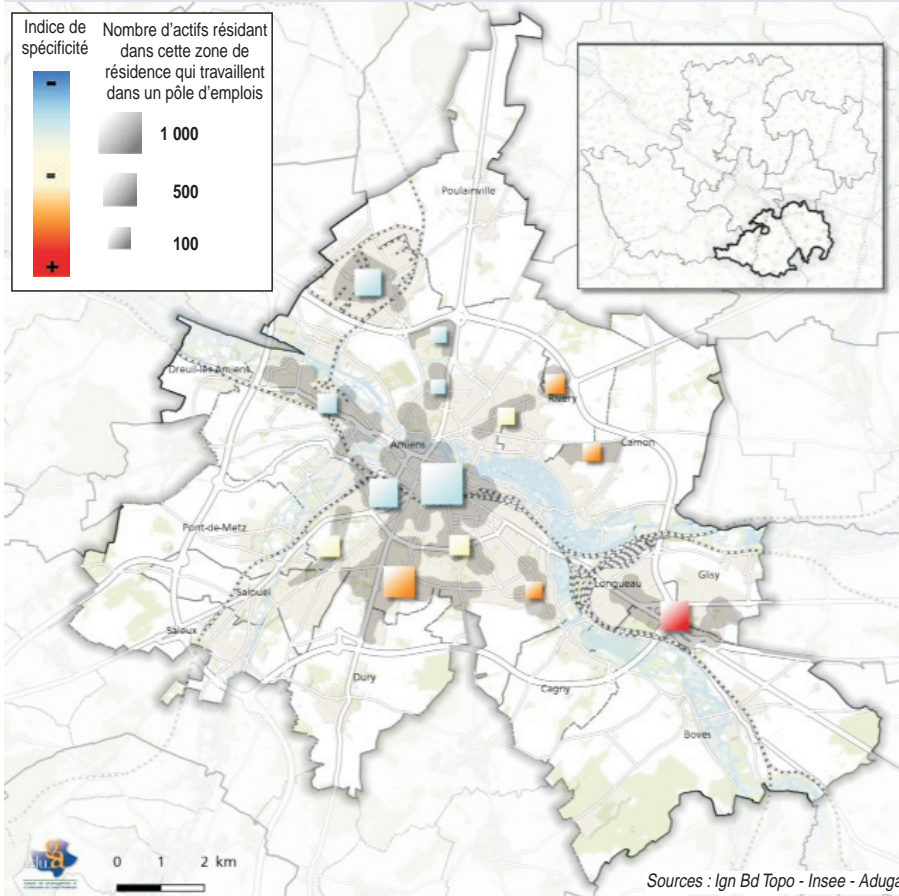 Indice de
spécificité
-
-
+
Nombre d'actifs résidant
dans cette zone de
résidence qui travaillent
dans un pôle d'emplois
1 000
500
100
Poulainville
Dreuil-lès Amiens
Rivery
Amiens
Camon
Pont-de-Metz
Longueau
Glisy
Salouel
Saleux
Dury
Cagny
Boves
0 1 2 km
Sources : Ign Bd Topo - Insee - Aduga